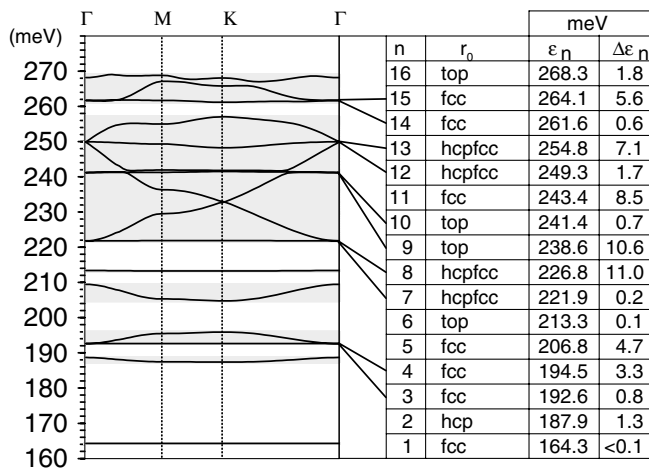 Γ M K Γ
(meV)
270
260
250
240
230
220
210
200
190
180
170
160
meV
n r0 εn Δεn
16 top 268.3 1.8
15 fcc 264.1 5.6
14 fcc 261.6 0.6
13 hcpfcc 254.8 7.1
12 hcpfcc 249.3 1.7
11 fcc 243.4 8.5
10 top 241.4 0.7
9 top 238.6 10.6
8 hcpfcc 226.8 11.0
7 hcpfcc 221.9 0.2
6 top 213.3 0.1
5 fcc 206.8 4.7
4 fcc 194.5 3.3
3 fcc 192.6 0.8
2 hcp 187.9 1.3
1 fcc 164.3 <0.1